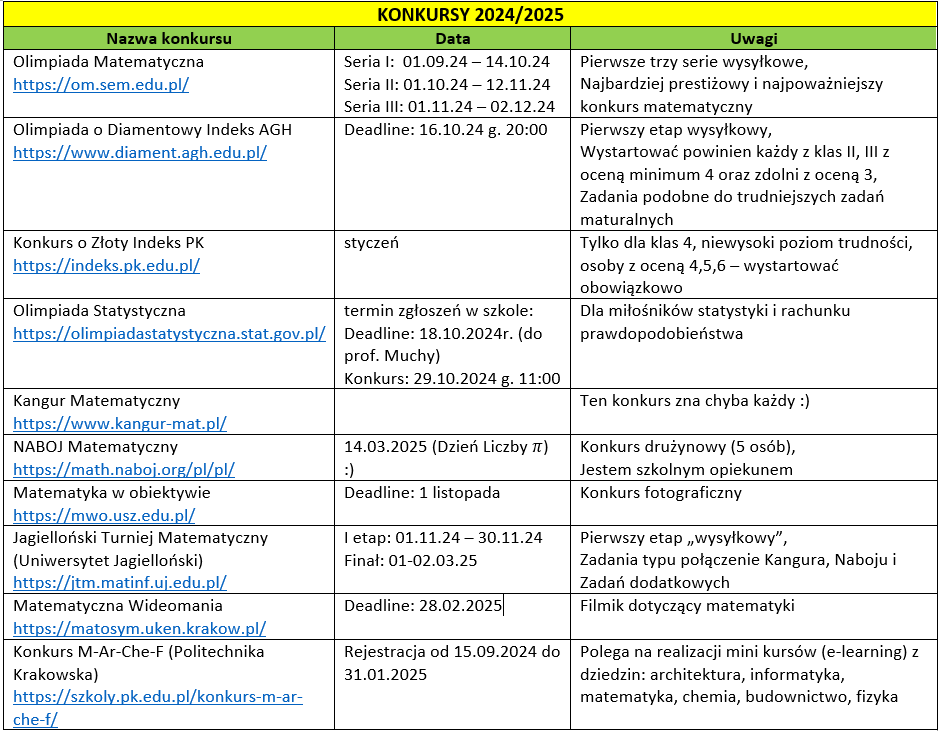 KONKURSY 2024/2025
Nazwa konkursu
Data
Uwagi
Olimpiada Matematyczna
https://om.sem.edu.pl/
Seria I:  01.09.24 – 14.10.24
Seria II: 01.10.24 – 12.11.24
Seria III: 01.11.24 – 02.12.24
Pierwsze trzy serie wysyłkowe,
Najbardziej prestiżowy i najpoważniejszy
konkurs matematyczny
Olimpiada o Diamentowy Indeks AGH
https://www.diament.agh.edu.pl/
Deadline: 16.10.24 g. 20:00
Pierwszy etap wysyłkowy,
Wystartować powinien każdy z klas II, III z
oceną minimum 4 oraz zdolni z oceną 3,
Zadania podobne do trudniejszych zadań
maturalnych
Konkurs o Złoty Indeks PK
https://indeks.pk.edu.pl/
styczeń
Tylko dla klas 4, niewysoki poziom trudności,
osoby z oceną 4,5,6 – wystartować
obowiązkowo
Olimpiada Statystyczna
https://olimpiadastatystyczna.stat.gov.pl/
termin zgłoszeń w szkole:
Deadline: 18.10.2024r. (do
prof. Muchy)
Konkurs: 29.10.2024 g. 11:00
Dla miłośników statystyki i rachunku
prawdopodobieństwa
Kangur Matematyczny
https://www.kangur-mat.pl/
Ten konkurs zna chyba każdy :)
NABOJ Matematyczny
https://math.naboj.org/pl/pl/
14.03.2025 (Dzień Liczby π)
:)
Konkurs drużynowy (5 osób),
Jestem szkolnym opiekunem
Matematyka w obiektywie
https://mwo.usz.edu.pl/
Deadline: 1 listopada
Konkurs fotograficzny
Jagielloński Turniej Matematyczny
(Uniwersytet Jagielloński)
https://jtm.matinf.uj.edu.pl/
I etap: 01.11.24 – 30.11.24
Finał: 01-02.03.25
Pierwszy etap „wysyłkowy”,
Zadania typu połączenie Kangura, Naboju i
Zadań dodatkowych
Matematyczna Wideomania
https://matosym.uken.krakow.pl/
Deadline: 28.02.2025
Filmik dotyczący matematyki
Konkurs M-Ar-Che-F (Politechnika
Krakowska)
https://szkoly.pk.edu.pl/konkurs-m-ar-
che-f/
Rejestracja od 15.09.2024 do
31.01.2025
Polega na realizacji mini kursów (e-learning) z
dziedzin: architektura, informatyka,
matematyka, chemia, budownictwo, fizyka